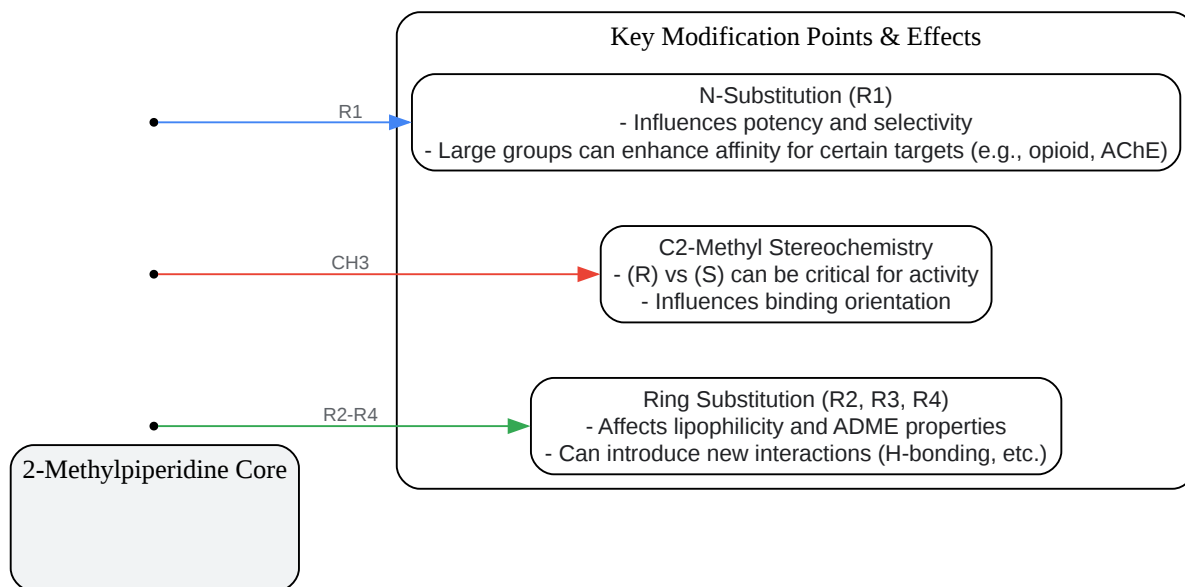 Key Modification Points & Effects
R1
N-Substitution (R1)
- Influences potency and selectivity
- Large groups can enhance affinity for certain targets (e.g., opioid, AChE)
CH3
C2-Methyl Stereochemistry
- (R) vs (S) can be critical for activity
- Influences binding orientation
R2-R4
Ring Substitution (R2, R3, R4)
- Affects lipophilicity and ADME properties
- Can introduce new interactions (H-bonding, etc.)
2-Methylpiperidine Core